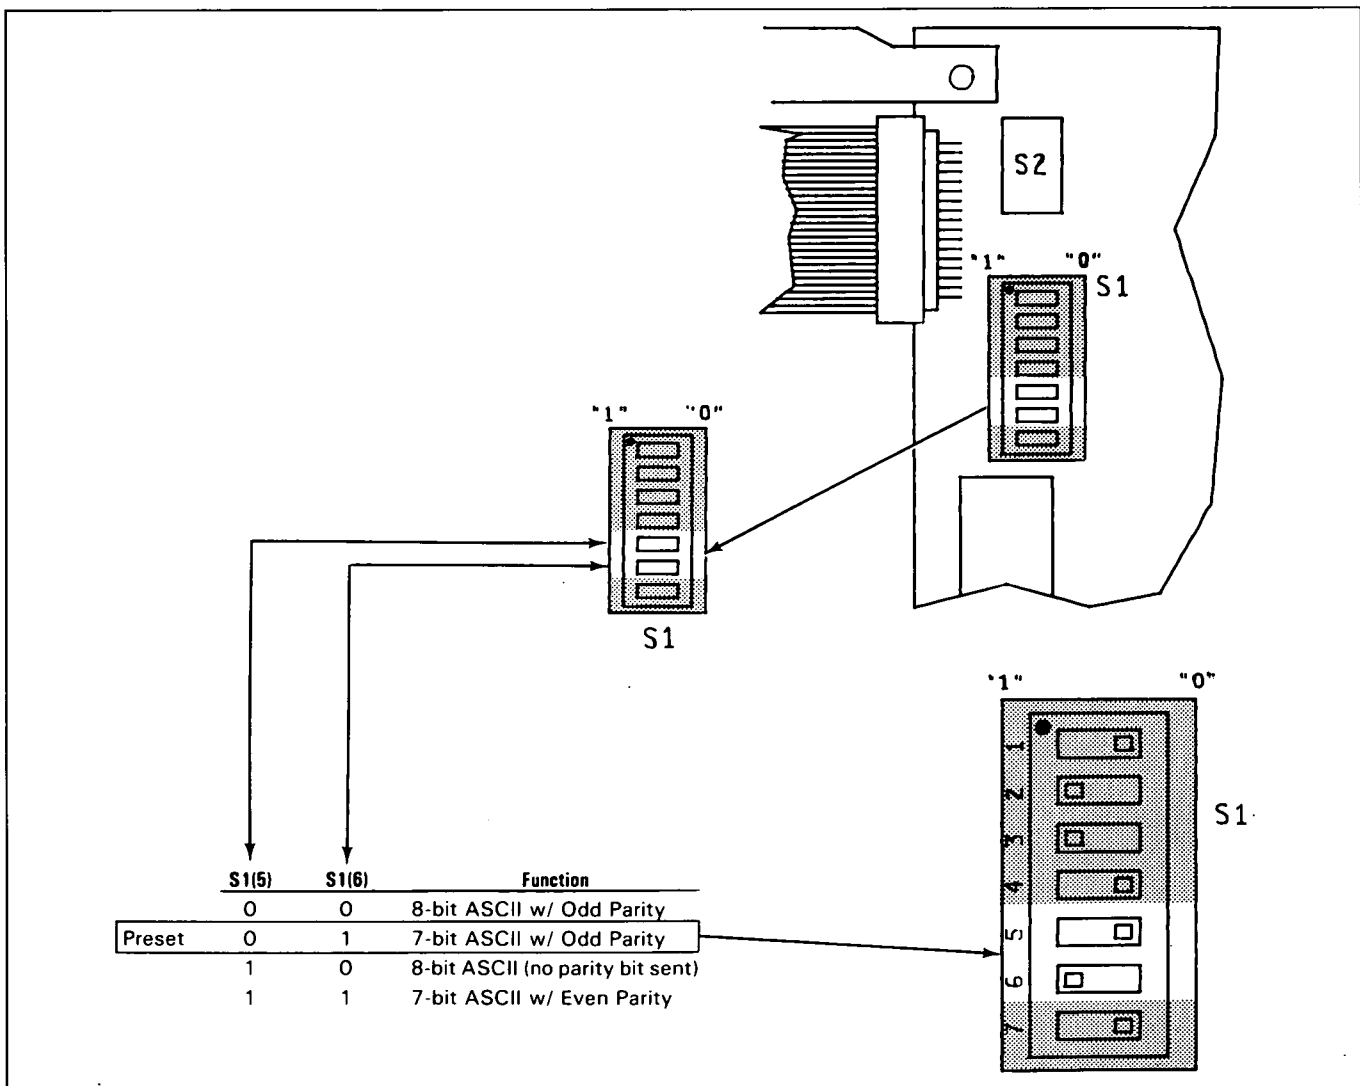 S2
"1" "0"
S1
"1" "0"
S1
"1" "0"
1
2
3
4
5
6
7
S1
S1(5) S1(6) Function
0 0 8-bit ASCII w/ Odd Parity
Preset 0 1 7-bit ASCII w/ Odd Parity
1 0 8-bit ASCII (no parity bit sent)
1 1 7-bit ASCII w/ Even Parity